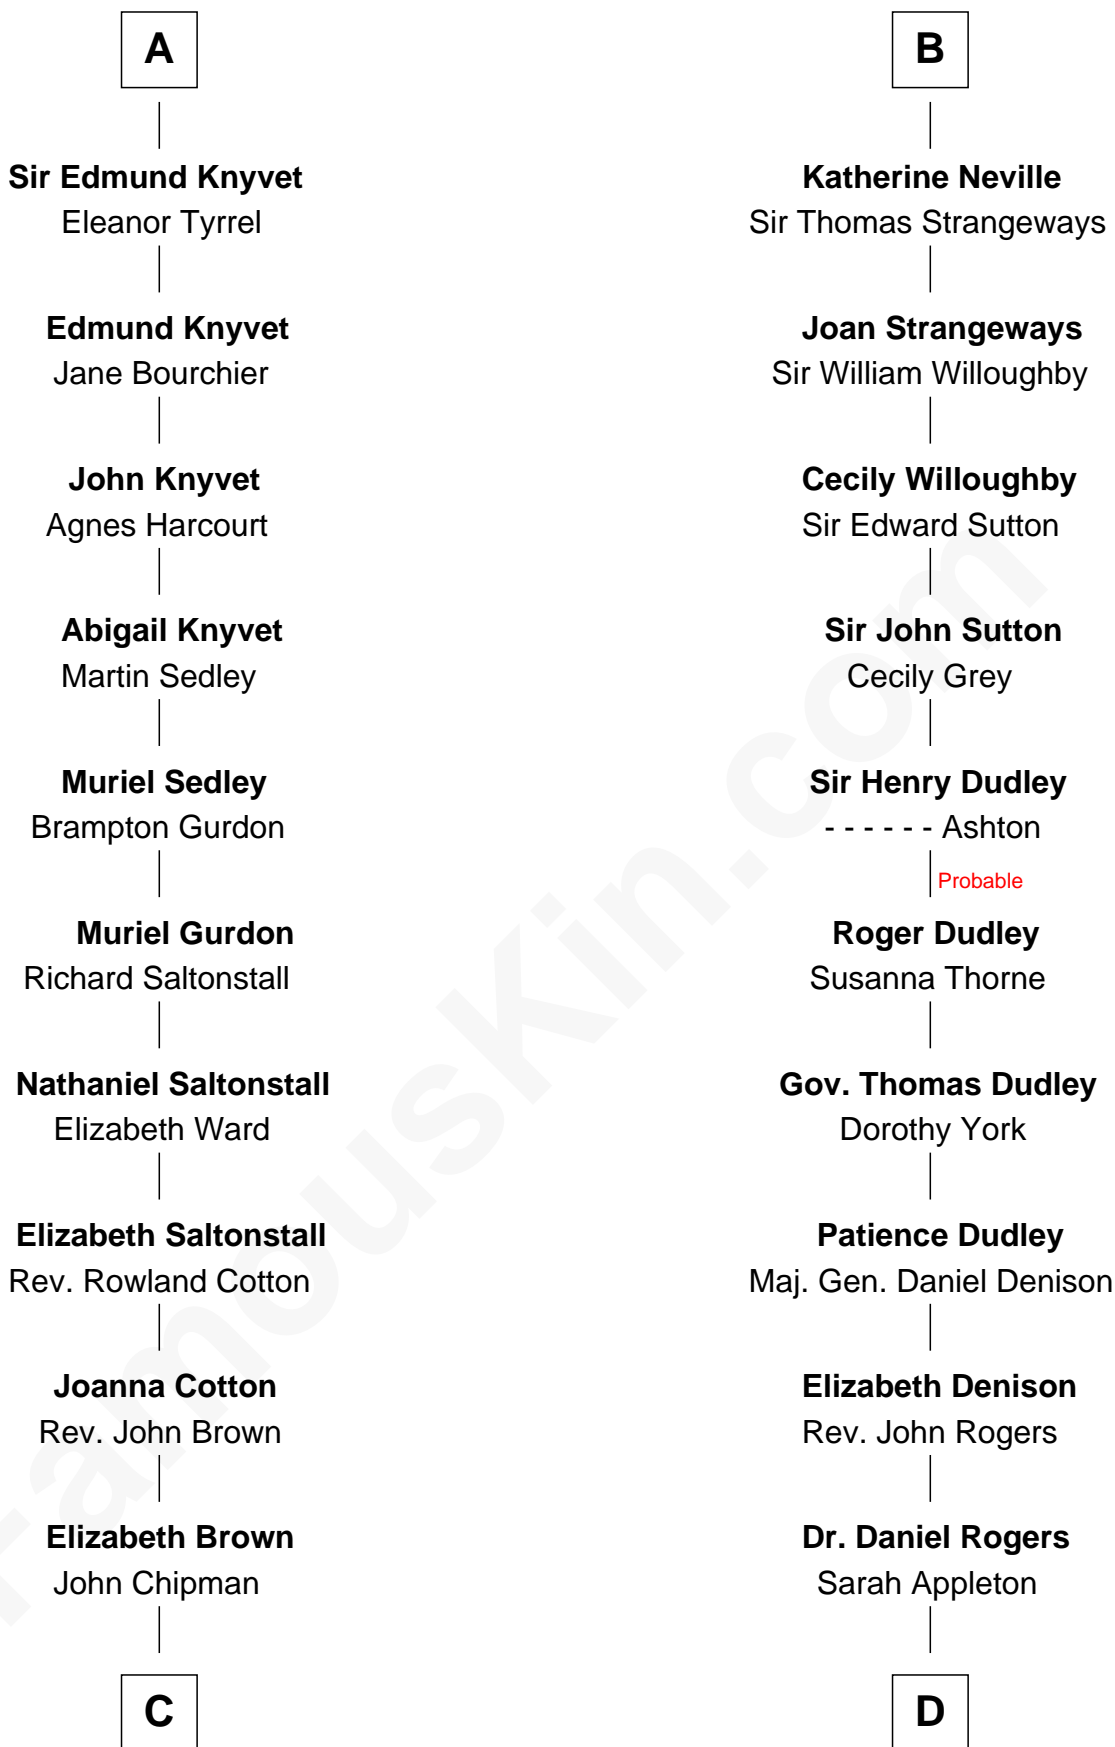 A
Sir Edmund Knyvet
Eleanor Tyrrel
Edmund Knyvet
Jane Bourchier
John Knyvet
Agnes Harcourt
Abigail Knyvet
Martin Sedley
Muriel Sedley
Brampton Gurdon
Muriel Gurdon
Richard Saltonstall
Nathaniel Saltonstall
Elizabeth Ward
Elizabeth Saltonstall
Rev. Rowland Cotton
Joanna Cotton
Rev. John Brown
Elizabeth Brown
John Chipman
C
B
Katherine Neville
Sir Thomas Strangeways
Joan Strangeways
Sir William Willoughby
Cecily Willoughby
Sir Edward Sutton
Sir John Sutton
Cecily Grey
Sir Henry Dudley
- - - - - - Ashton
Probable
Roger Dudley
Susanna Thorne
Gov. Thomas Dudley
Dorothy York
Patience Dudley
Maj. Gen. Daniel Denison
Elizabeth Denison
Rev. John Rogers
Dr. Daniel Rogers
Sarah Appleton
D
FamousKin.com